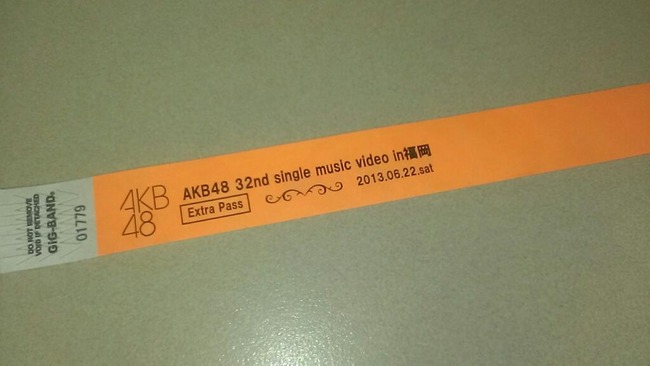 DO NOT REMOVE
VOID IF DETACHED
GIG-BAND®
01779
AKB
48
AKB48 32nd single music video in福岡
Extra Pass
2013.06.22.sat